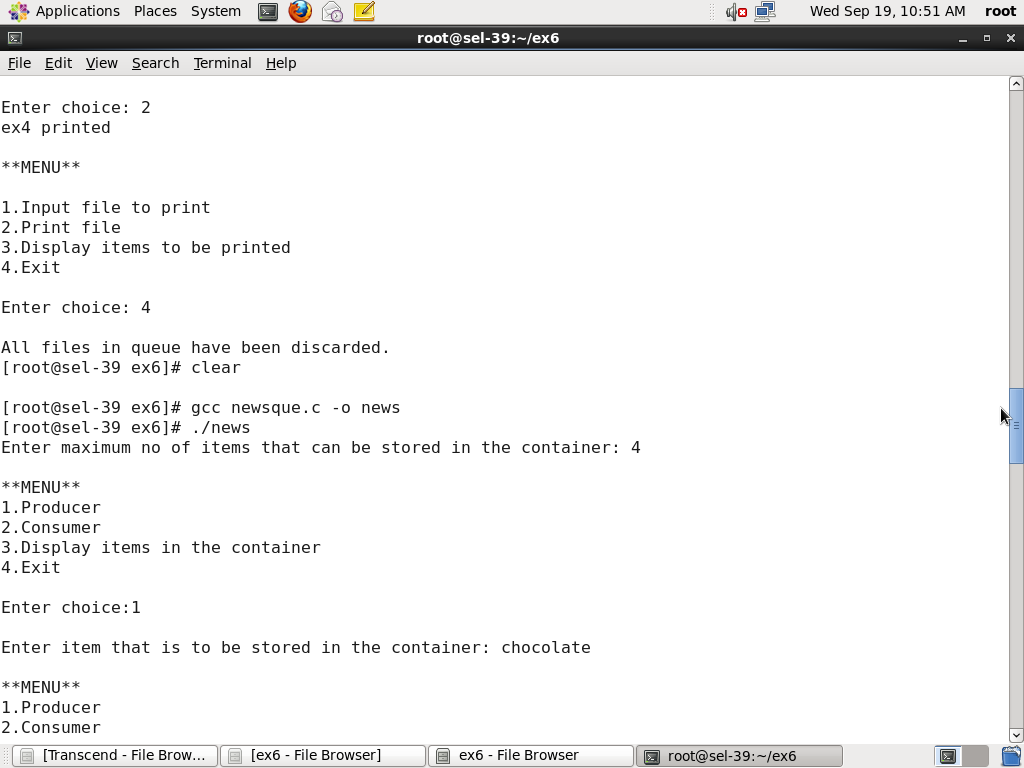 Applications Places System Wed Sep 19, 10:51 AM root
root@sel-39:~/ex6
File Edit View Search Terminal Help
Enter choice: 2
ex4 printed
**MENU**
1.Input file to print
2.Print file
3.Display items to be printed
4.Exit
Enter choice: 4
All files in queue have been discarded.
[root@sel-39 ex6]# clear
[root@sel-39 ex6]# gcc newsque.c -o news
[root@sel-39 ex6]# ./news
Enter maximum no of items that can be stored in the container: 4
**MENU**
1.Producer
2.Consumer
3.Display items in the container
4.Exit
Enter choice:1
Enter item that is to be stored in the container: chocolate
**MENU**
1.Producer
2.Consumer
[Transcend - File Brow... [ex6 - File Browser] ex6 - File Browser root@sel-39:~/ex6